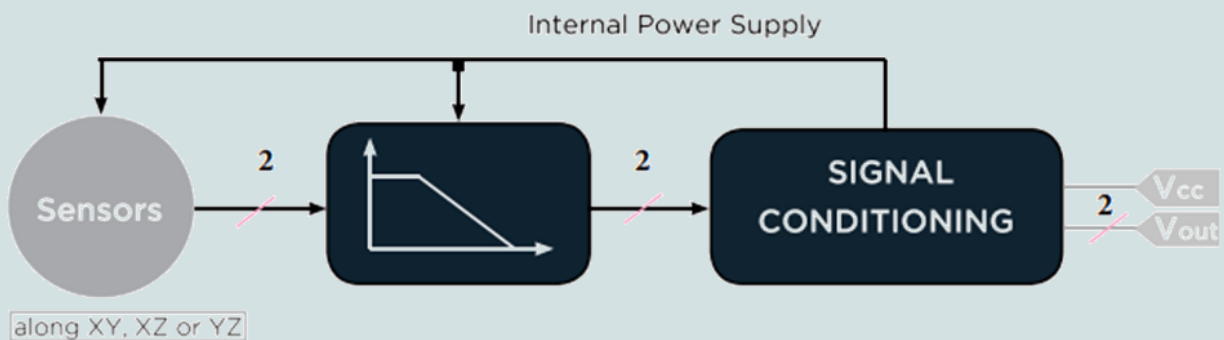 Internal Power Supply
Sensors
2
2
SIGNAL
CONDITIONING
2
Vcc
Vout
along XY, XZ or YZ